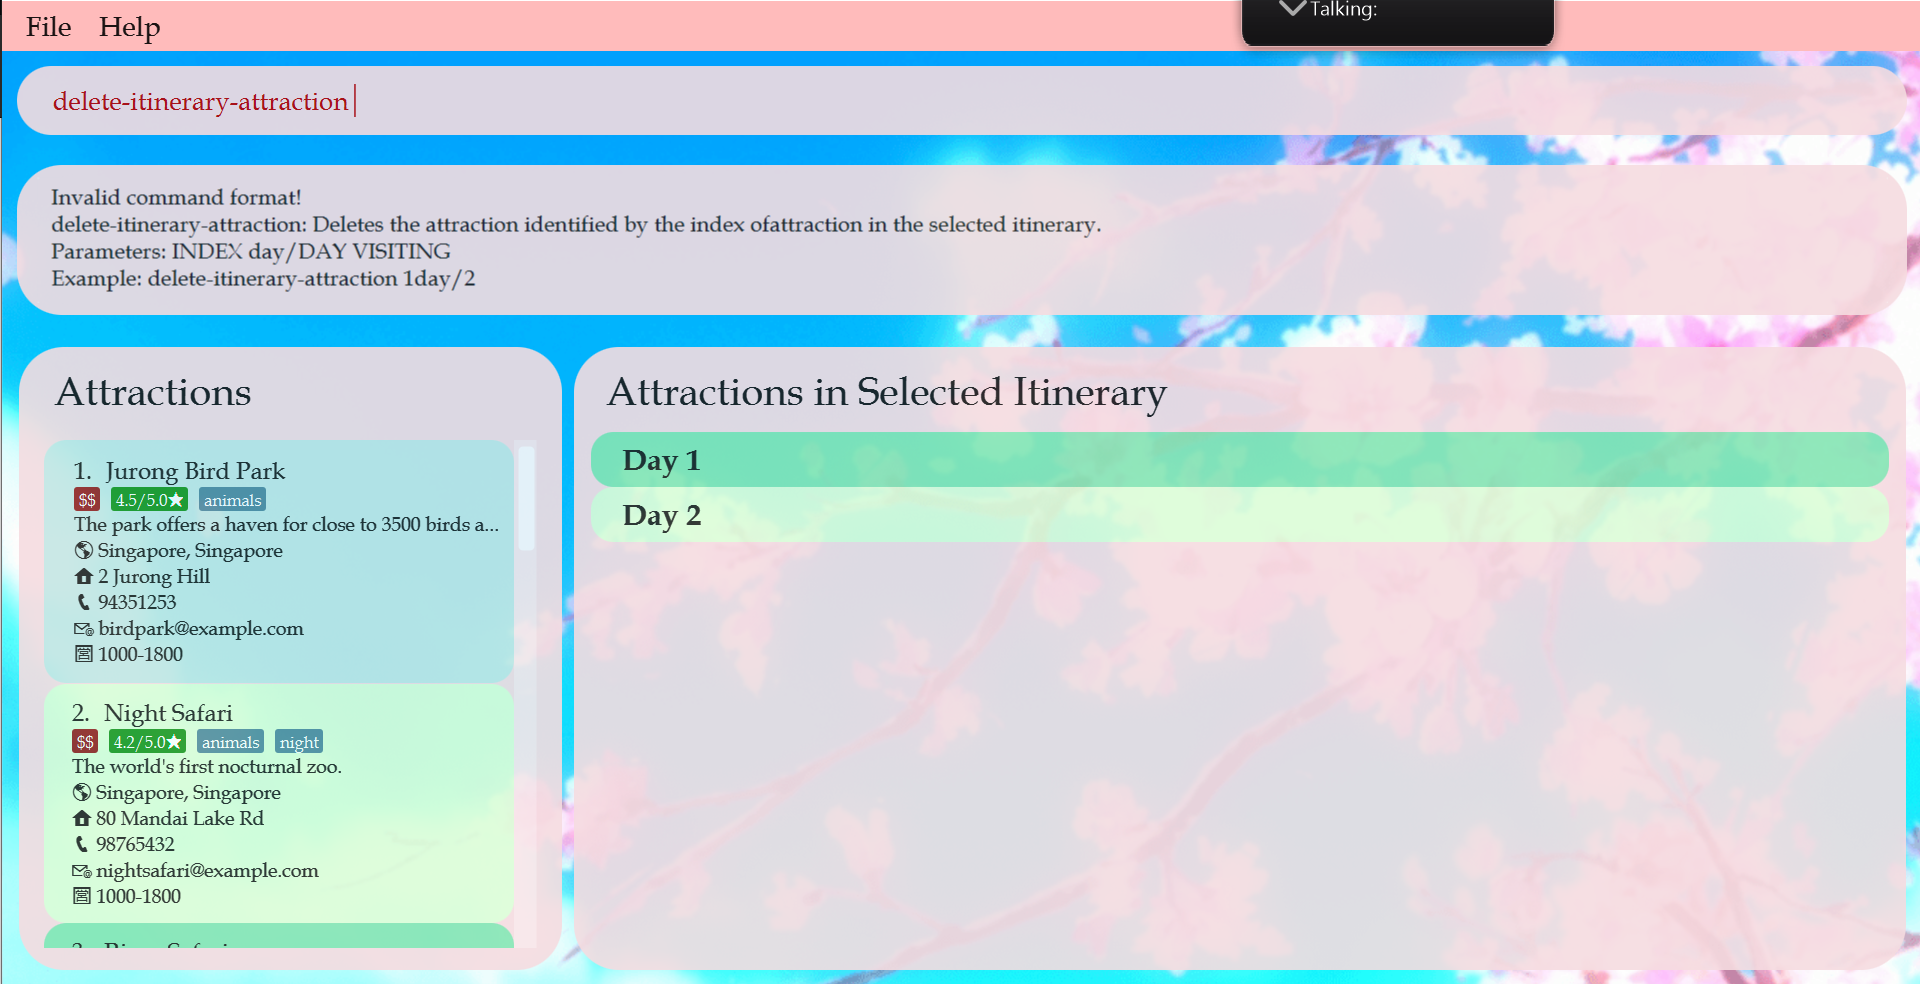 File Help
Talking:
delete-itinerary-attraction
Invalid command format!
delete-itinerary-attraction: Deletes the attraction identified by the index ofattraction in the selected itinerary.
Parameters: INDEX day/DAY VISITING
Example: delete-itinerary-attraction 1day/2
Attractions
1. Jurong Bird Park
$$ 4.5/5.0★ animals
The park offers a haven for close to 3500 birds a...
Singapore, Singapore
2 Jurong Hill
94351253
birdpark@example.com
1000-1800
2. Night Safari
$$ 4.2/5.0★ animals night
The world's first nocturnal zoo.
Singapore, Singapore
80 Mandai Lake Rd
98765432
nightsafari@example.com
1000-1800
Attractions in Selected Itinerary
Day 1
Day 2